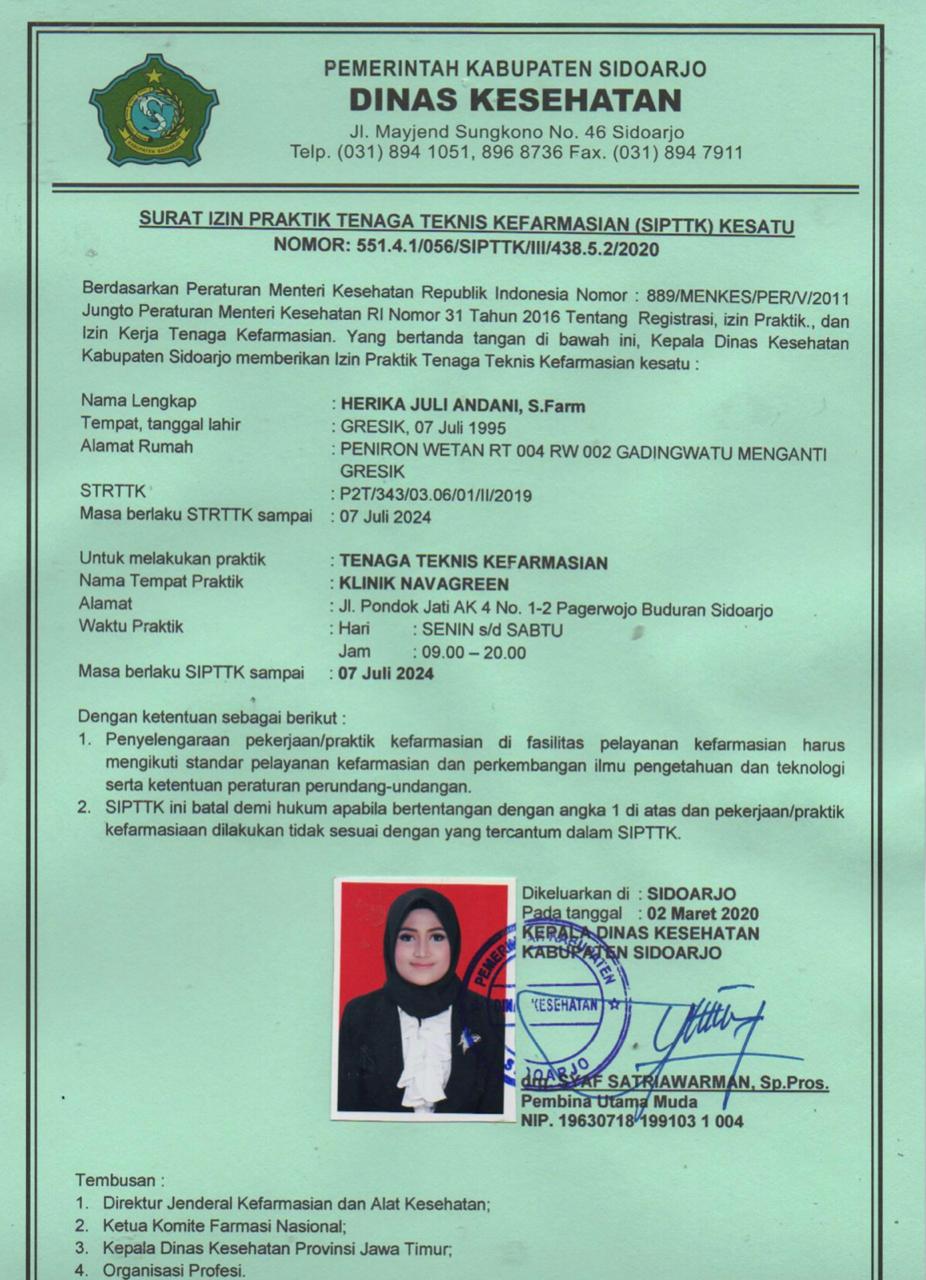 KABUPATEN SIDOARJO
PEMERINTAH KABUPATEN SIDOARJO
DINAS KESEHATAN
Jl. Mayjend Sungkono No. 46 Sidoarjo
Telp. (031) 894 1051, 896 8736 Fax. (031) 894 7911
SURAT IZIN PRAKTIK TENAGA TEKNIS KEFARMASIAN (SIPTTK) KESATU
NOMOR: 551.4.1/056/SIPTTK/III/438.5.2/2020
Berdasarkan Peraturan Menteri Kesehatan Republik Indonesia Nomor : 889/MENKES/PER/V/2011
Jungto Peraturan Menteri Kesehatan RI Nomor 31 Tahun 2016 Tentang Registrasi, izin Praktik., dan
Izin Kerja Tenaga Kefarmasian. Yang bertanda tangan di bawah ini, Kepala Dinas Kesehatan
Kabupaten Sidoarjo memberikan Izin Praktik Tenaga Teknis Kefarmasian kesatu :
Nama Lengkap : HERIKA JULI ANDANI, S.Farm
Tempat, tanggal lahir : GRESIK, 07 Juli 1995
Alamat Rumah : PENIRON WETAN RT 004 RW 002 GADINGWATU MENGANTI
GRESIK
STRTTK : P2T/343/03.06/01/II/2019
Masa berlaku STRTTK sampai : 07 Juli 2024
Untuk melakukan praktik : TENAGA TEKNIS KEFARMASIAN
Nama Tempat Praktik : KLINIK NAVAGREEN
Alamat : Jl. Pondok Jati AK 4 No. 1-2 Pagerwojo Buduran Sidoarjo
Waktu Praktik : Hari : SENIN s/d SABTU
Jam : 09.00 – 20.00
Masa berlaku SIPTTK sampai : 07 Juli 2024
Dengan ketentuan sebagai berikut :
1. Penyelengaraan pekerjaan/praktik kefarmasian di fasilitas pelayanan kefarmasian harus
mengikuti standar pelayanan kefarmasian dan perkembangan ilmu pengetahuan dan teknologi
serta ketentuan peraturan perundang-undangan.
2. SIPTTK ini batal demi hukum apabila bertentangan dengan angka 1 di atas dan pekerjaan/praktik
kefarmasiaan dilakukan tidak sesuai dengan yang tercantum dalam SIPTTK.
Dikeluarkan di : SIDOARJO
Pada tanggal : 02 Maret 2020
KEPALA DINAS KESEHATAN
KABUPATEN SIDOARJO
KABUPATEN
KESEHATAN
drm. SYAF SATRIAWARMAN, Sp.Pros.
Pembina Utama Muda
NIP. 19630718 199103 1 004
Tembusan :
1. Direktur Jenderal Kefarmasian dan Alat Kesehatan;
2. Ketua Komite Farmasi Nasional;
3. Kepala Dinas Kesehatan Provinsi Jawa Timur;
4. Organisasi Profesi.